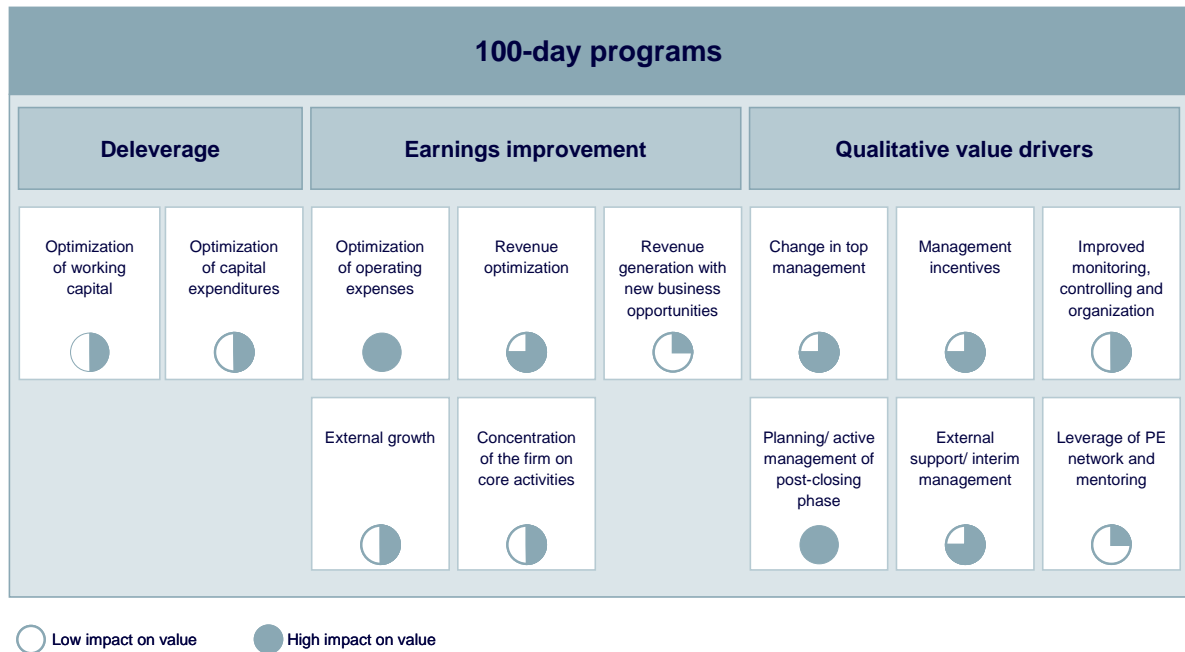 100-day programs
Deleverage
Earnings improvement
Qualitative value drivers
Optimization
of working
capital
Optimization
of capital
expenditures
Optimization
of operating
expenses
Revenue
optimization
Revenue
generation with
new business
opportunities
Change in top
management
Management
incentives
Improved
monitoring,
controlling and
organization
External growth
Concentration
of the firm on
core activities
Planning/ active
management of
post-closing
phase
External
support/ interim
management
Leverage of PE
network and
mentoring
Low impact on value
High impact on value